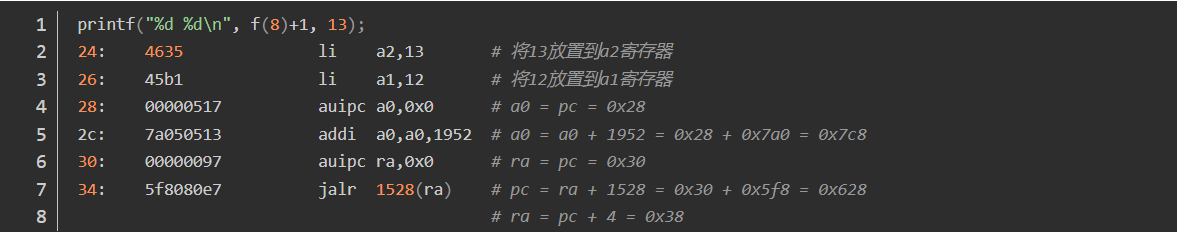 1 printf("%d %d\n", f(8)+1, 13);
2 24: 4635 li a2,13 # 将13放置到a2寄存器
3 26: 45b1 li a1,12 # 将12放置到a1寄存器
4 28: 00000517 auipc a0,0x0 # a0 = pc = 0x28
5 2c: 7a050513 addi a0,a0,1952 # a0 = a0 + 1952 = 0x28 + 0x7a0 = 0x7c8
6 30: 00000097 auipc ra,0x0 # ra = pc = 0x30
7 34: 5f8080e7 jalr 1528(ra) # pc = ra + 1528 = 0x30 + 0x5f8 = 0x628
8 # ra = pc + 4 = 0x38